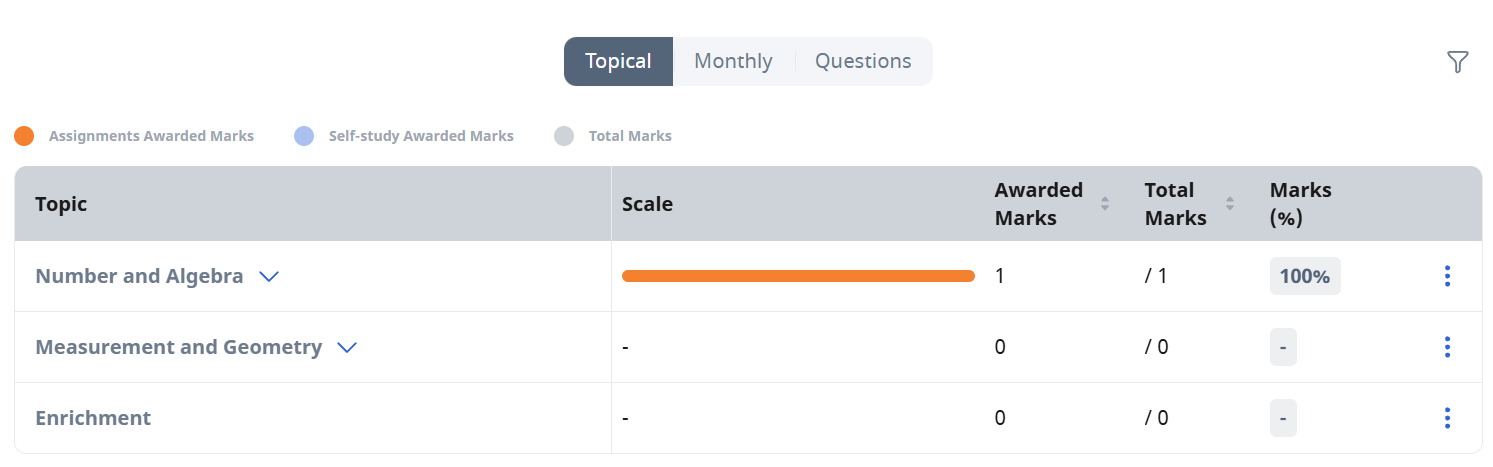 Topical Monthly Questions
Assignments Awarded Marks Self-study Awarded Marks Total Marks
Topic Scale Awarded Marks Total Marks Marks (%)
Number and Algebra 1 / 1 100%
Measurement and Geometry - 0 / 0 -
Enrichment - 0 / 0 -